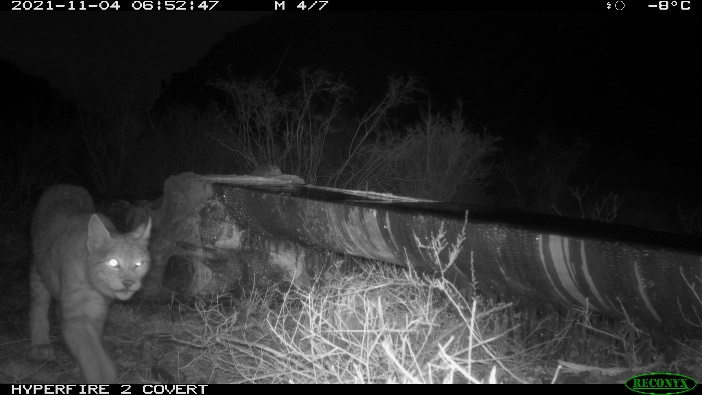 2021-11-04 06:52:47 M 4/7 -8°C
HYPERFIRE 2 COVERT
RECONYX